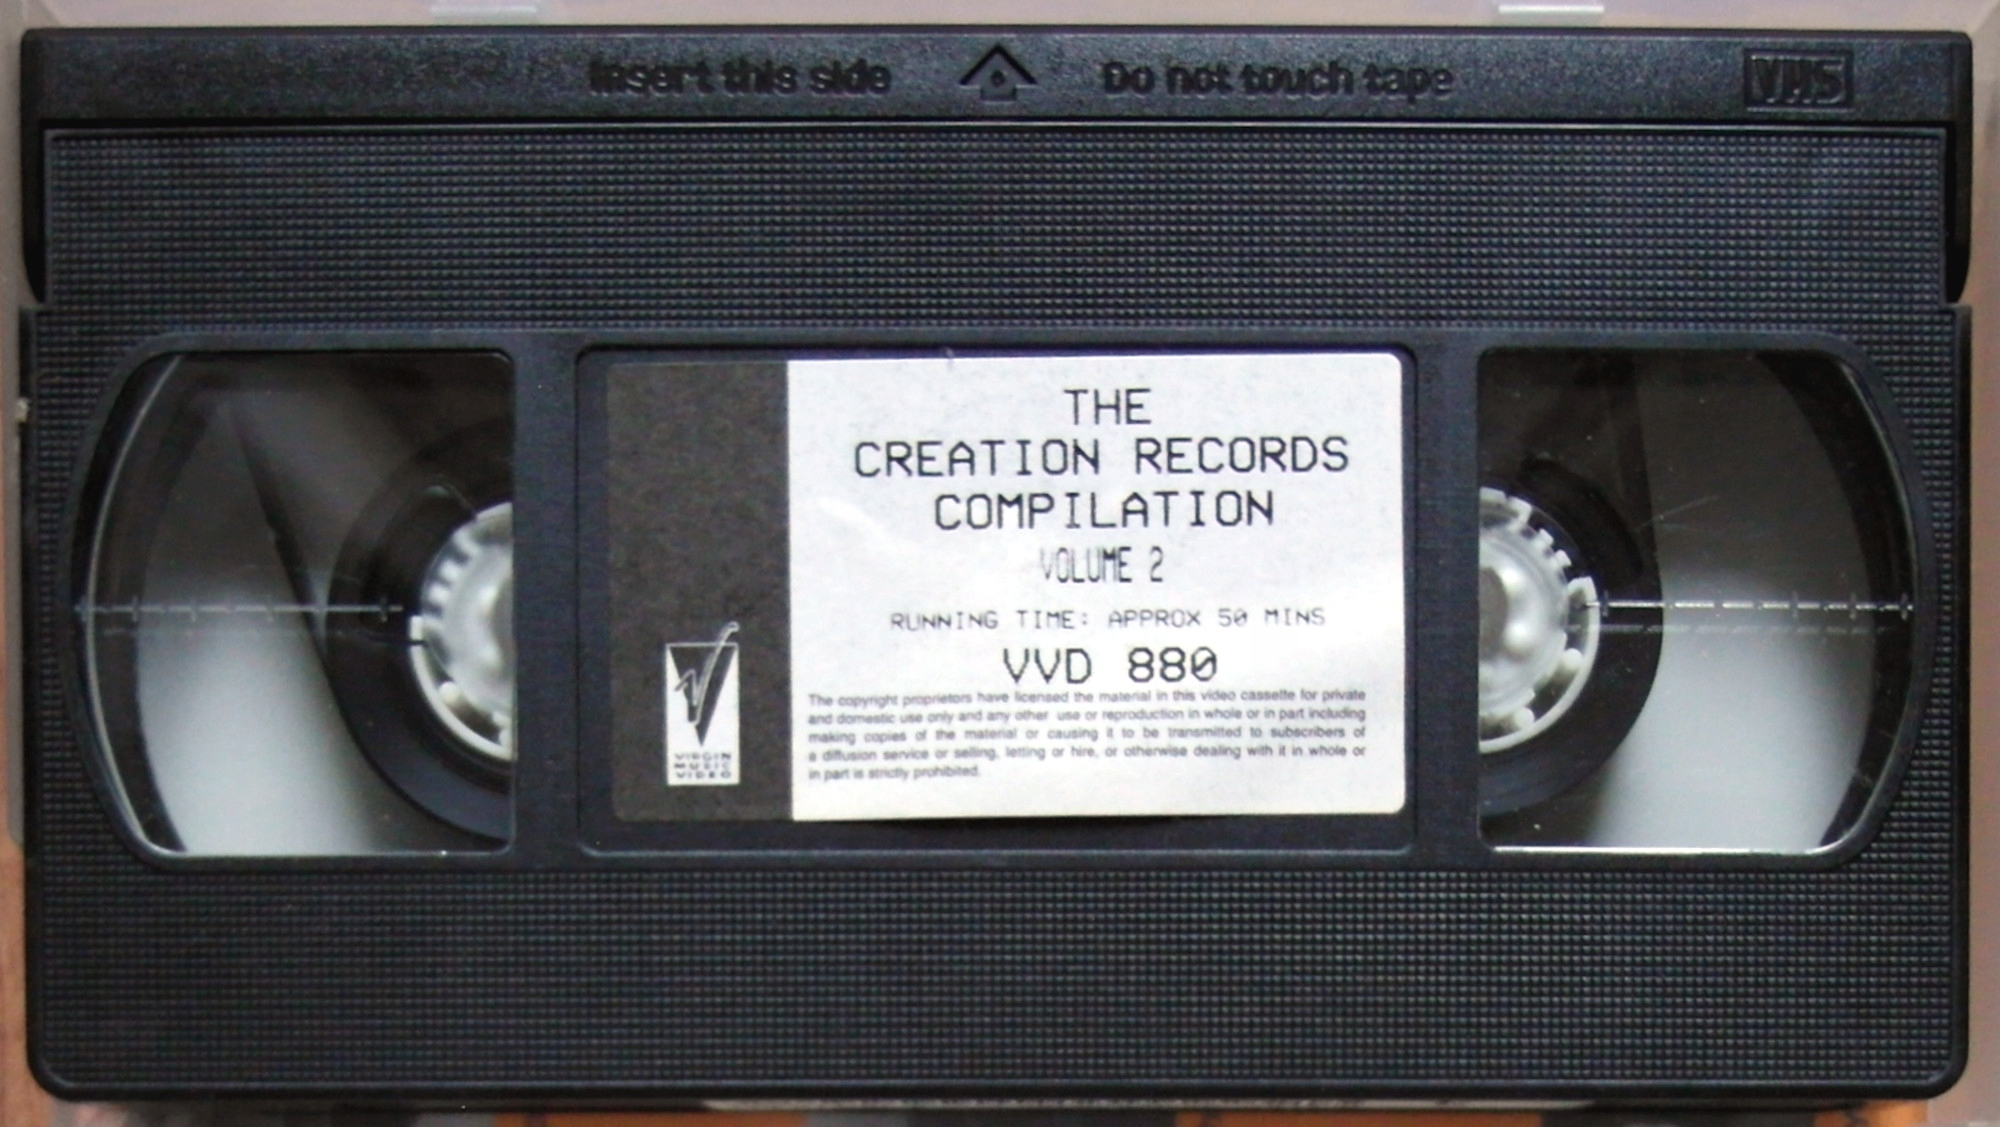 Insert this side
Do not touch tape
VHS
THE
CREATION RECORDS
COMPILATION
VOLUME 2
RUNNING TIME: APPROX 50 MINS
VVD 880
The copyright proprietors have licensed the material in this video cassette for private
and domestic use only and any other use or reproduction in whole or in part including
making copies of the material or causing it to be transmitted to subscribers of
a diffusion service or selling, letting or hire, or otherwise dealing with it in whole or
in part is strictly prohibited.
VIRGIN
MUSIC
VIDEO